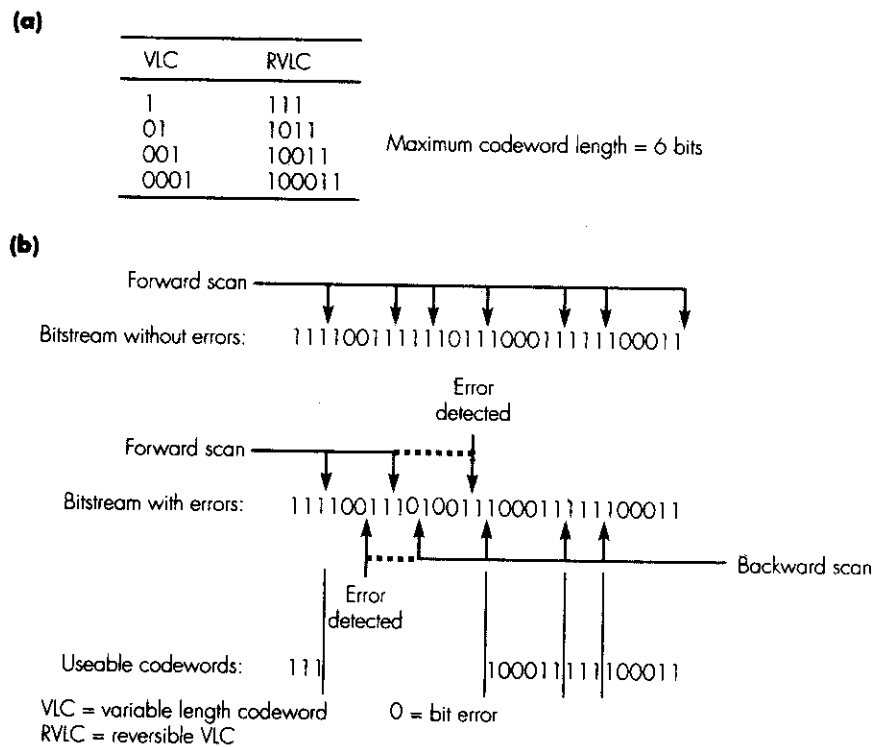 (a)
VLC RVLC
1 111
01 1011
001 10011
0001 100011
Maximum codeword length = 6 bits
(b)
Forward scan
Bitstream without errors: 111100111111011100011111100011
Error
detected
Forward scan
Bitstream with errors: 111100111010011100011111100011
Backward scan
Error
detected
Useable codewords: 111 100011 111 100011
VLC = variable length codeword 0 = bit error
RVLC = reversible VLC